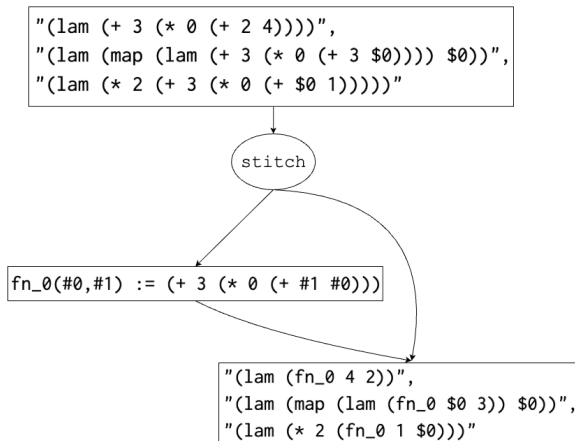 "(lam (+ 3 (* 0 (+ 2 4))))",
"(lam (map (lam (+ 3 (* 0 (+ 3 $0)))) $0))",
"(lam (* 2 (+ 3 (* 0 (+ $0 1)))))"
stitch
fn_0(#0,#1) := (+ 3 (* 0 (+ #1 #0)))
"(lam (fn_0 4 2))",
"(lam (map (lam (fn_0 $0 3)) $0))",
"(lam (* 2 (fn_0 1 $0)))"